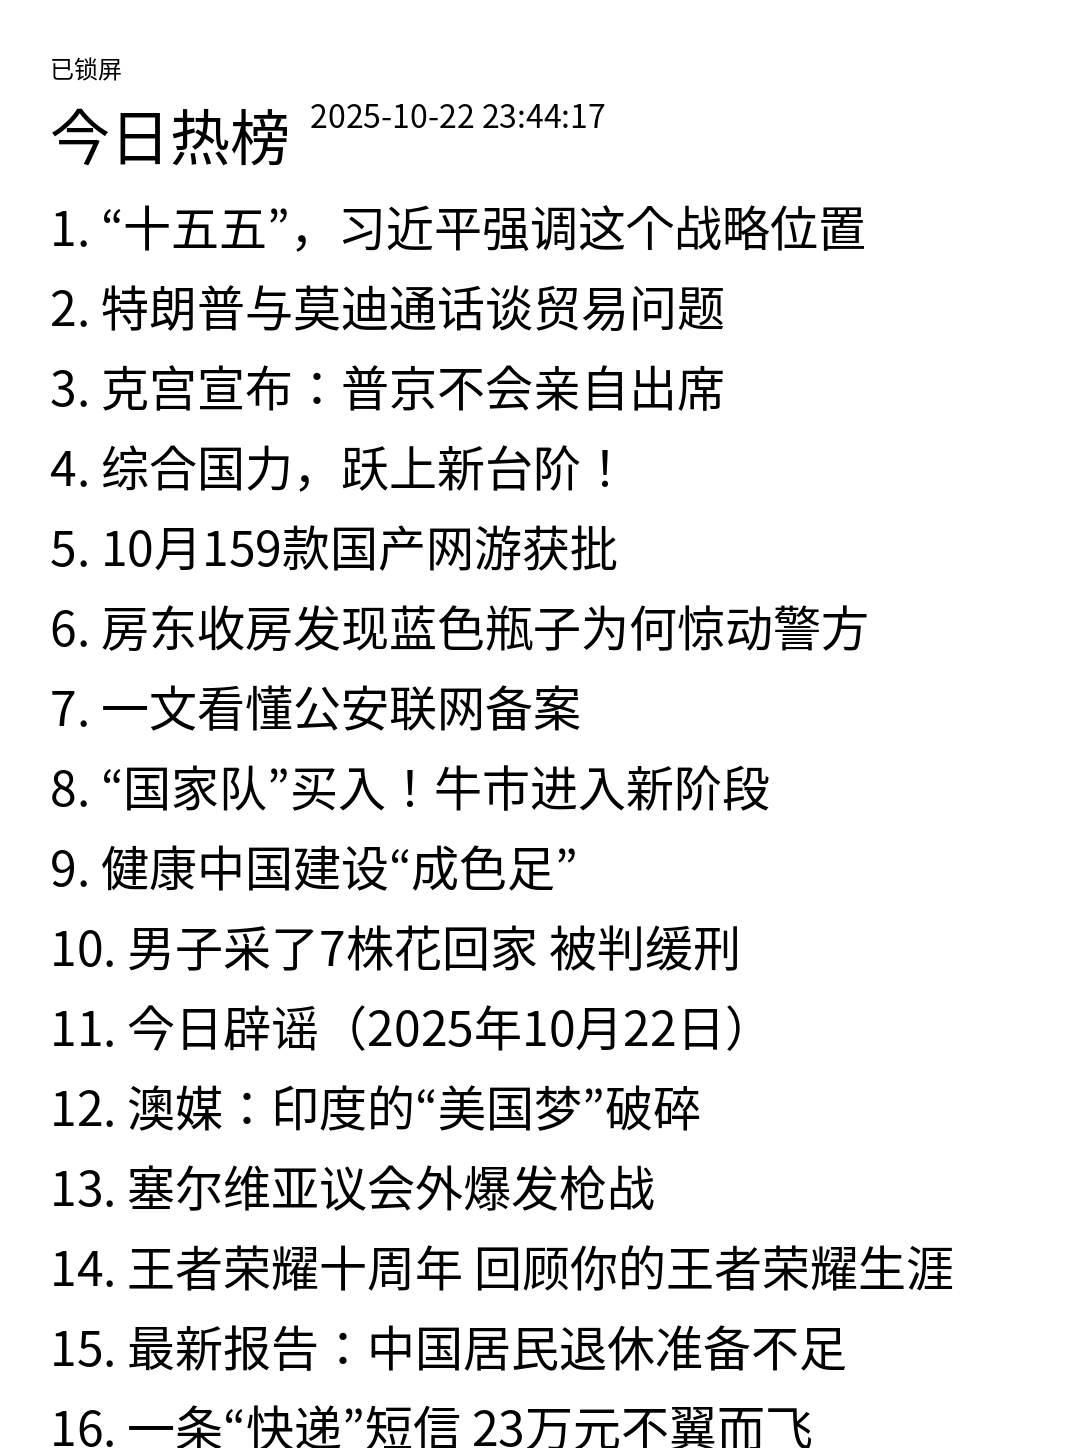 已锁屏
今日热榜 2025-10-22 23:44:17
1. “十五五”，习近平强调这个战略位置
2. 特朗普与莫迪通话谈贸易问题
3. 克宫宣布：普京不会亲自出席
4. 综合国力，跃上新台阶！
5. 10月159款国产网游获批
6. 房东收房发现蓝色瓶子为何惊动警方
7. 一文看懂公安联网备案
8. “国家队”买入！牛市进入新阶段
9. 健康中国建设“成色足”
10. 男子采了7株花回家 被判缓刑
11. 今日辟谣（2025年10月22日）
12. 澳媒：印度的“美国梦”破碎
13. 塞尔维亚议会外爆发枪战
14. 王者荣耀十周年 回顾你的王者荣耀生涯
15. 最新报告：中国居民退休准备不足
16. 一条“快递”短信 23万元不翼而飞